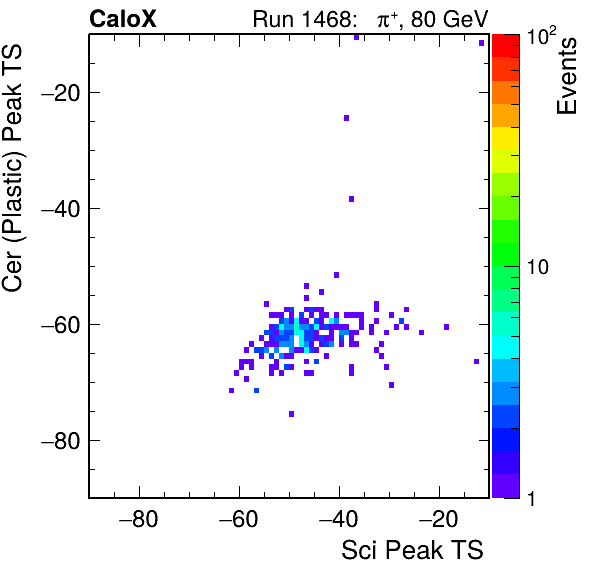 CaloX Run 1468: π⁺, 80 GeV
Cer (Plastic) Peak TS
−20
−40
−60
−80
−80 −60 −40 −20
Sci Peak TS
10²
10
1
Events